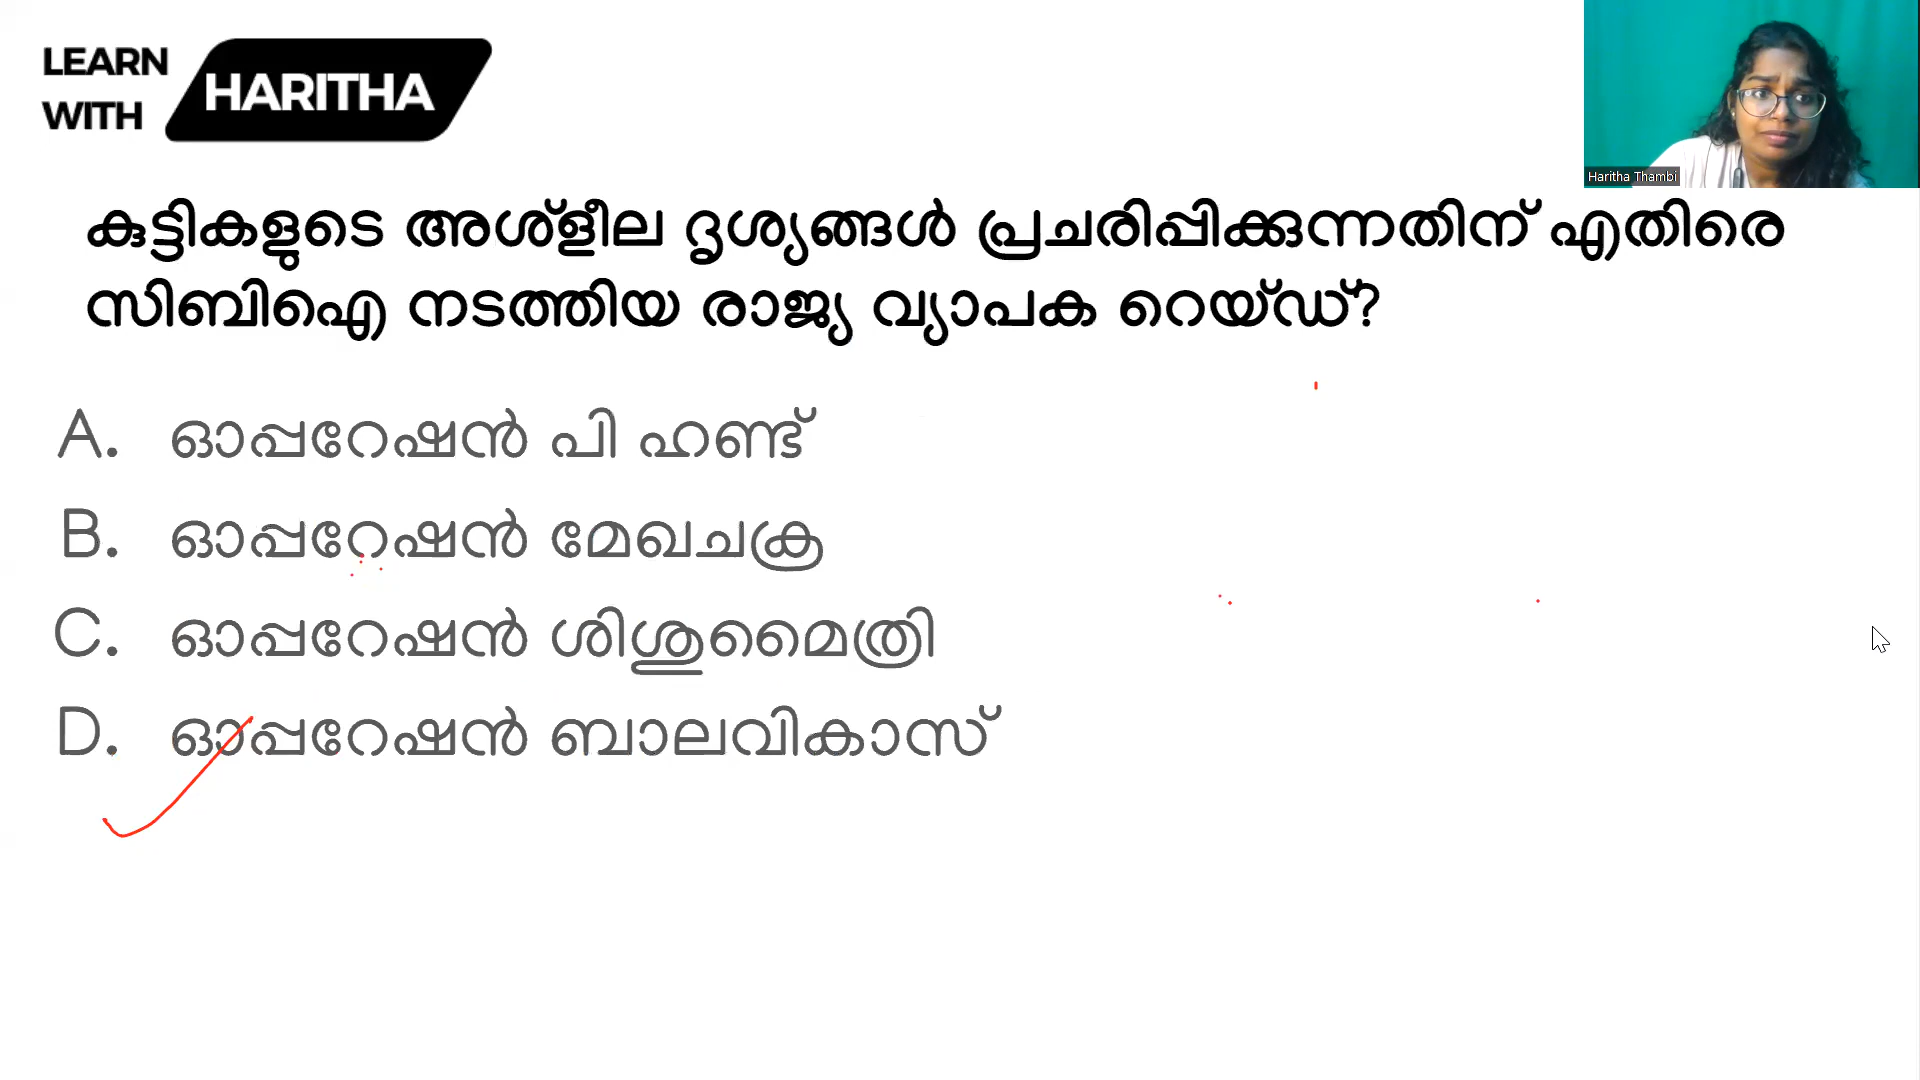 LEARN
WITH
HARITHA
Haritha Thambi
കുട്ടികളുടെ അശ്ളീല ദൃശ്യങ്ങൾ പ്രചരിപ്പിക്കുന്നതിന് എതിരെ
സിബിഐ നടത്തിയ രാജ്യ വ്യാപക റെയ്ഡ്?
A. ഓപ്പറേഷൻ പി ഹണ്ട്
B. ഓപ്പറേഷൻ മേഖചക്ര
C. ഓപ്പറേഷൻ ശിശുമൈത്രി
D. ഓപ്പറേഷൻ ബാലവികാസ്